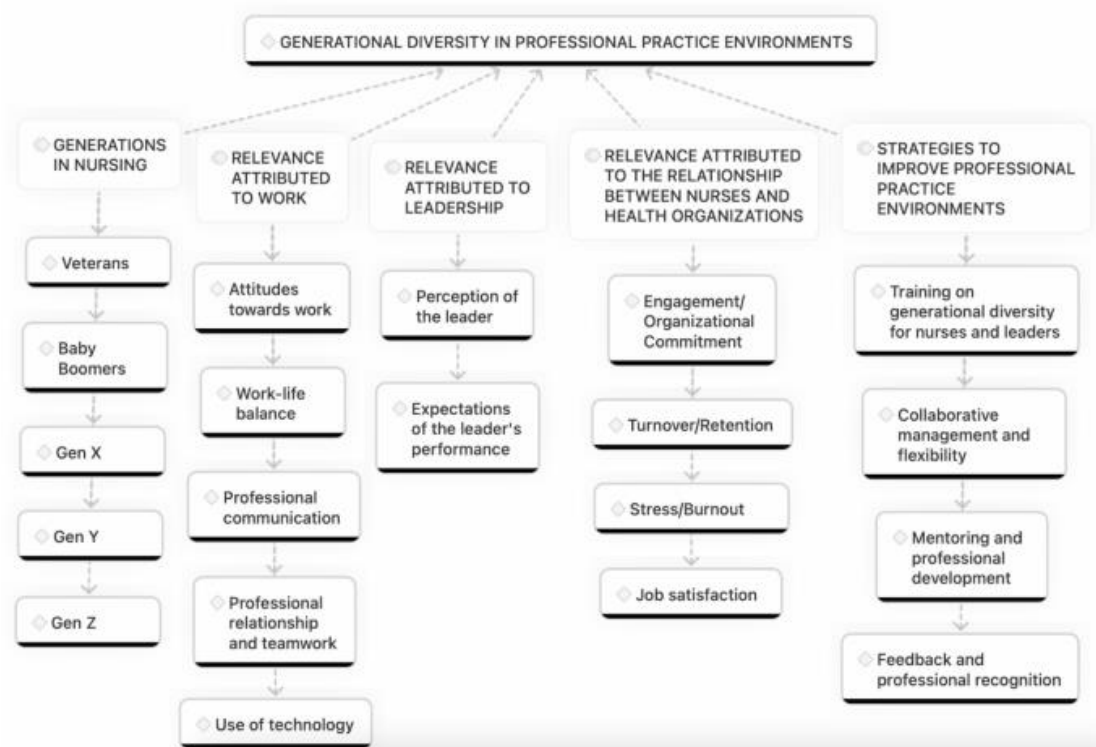 GENERATIONAL DIVERSITY IN PROFESSIONAL PRACTICE ENVIRONMENTS
GENERATIONS
IN NURSING
Veterans
Baby
Boomers
Gen X
Gen Y
Gen Z
RELEVANCE
ATTRIBUTED
TO WORK
Attitudes
towards work
Work-life
balance
Professional
communication
Professional
relationship
and teamwork
Use of technology
RELEVANCE
ATTRIBUTED TO
LEADERSHIP
Perception of
the leader
Expectations
of the leader's
performance
RELEVANCE ATTRIBUTED
TO THE RELATIONSHIP
BETWEEN NURSES AND
HEALTH ORGANIZATIONS
Engagement/
Organizational
Commitment
Turnover/Retention
Stress/Burnout
Job satisfaction
STRATEGIES TO
IMPROVE PROFESSIONAL
PRACTICE
ENVIRONMENTS
Training on
generational diversity
for nurses and leaders
Collaborative
management and
flexibility
Mentoring and
professional
development
Feedback and
professional recognition